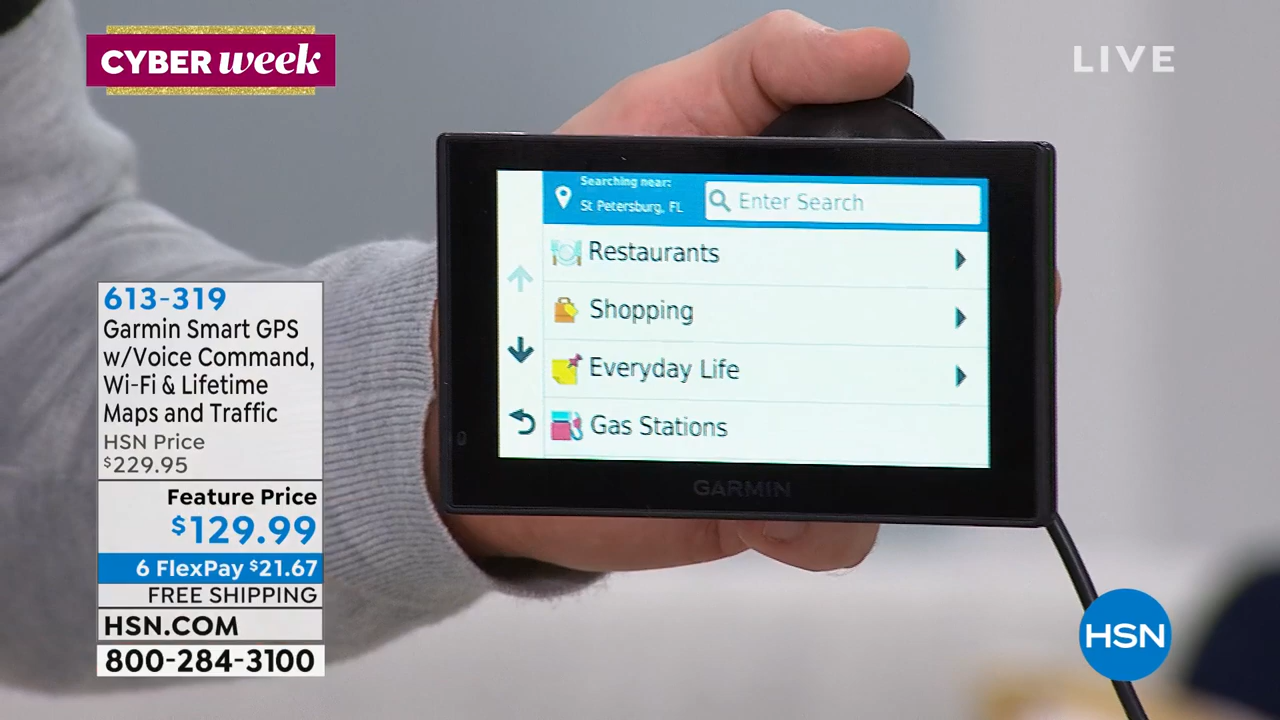 CYBER week
LIVE
Searching near:
St Petersburg, FL
Enter Search
Restaurants
Shopping
Everyday Life
Gas Stations
GARMIN
613-319
Garmin Smart GPS
w/Voice Command,
Wi-Fi & Lifetime
Maps and Traffic
HSN Price
$229.95
Feature Price
$129.99
6 FlexPay $21.67
FREE SHIPPING
HSN.COM
800-284-3100
HSN